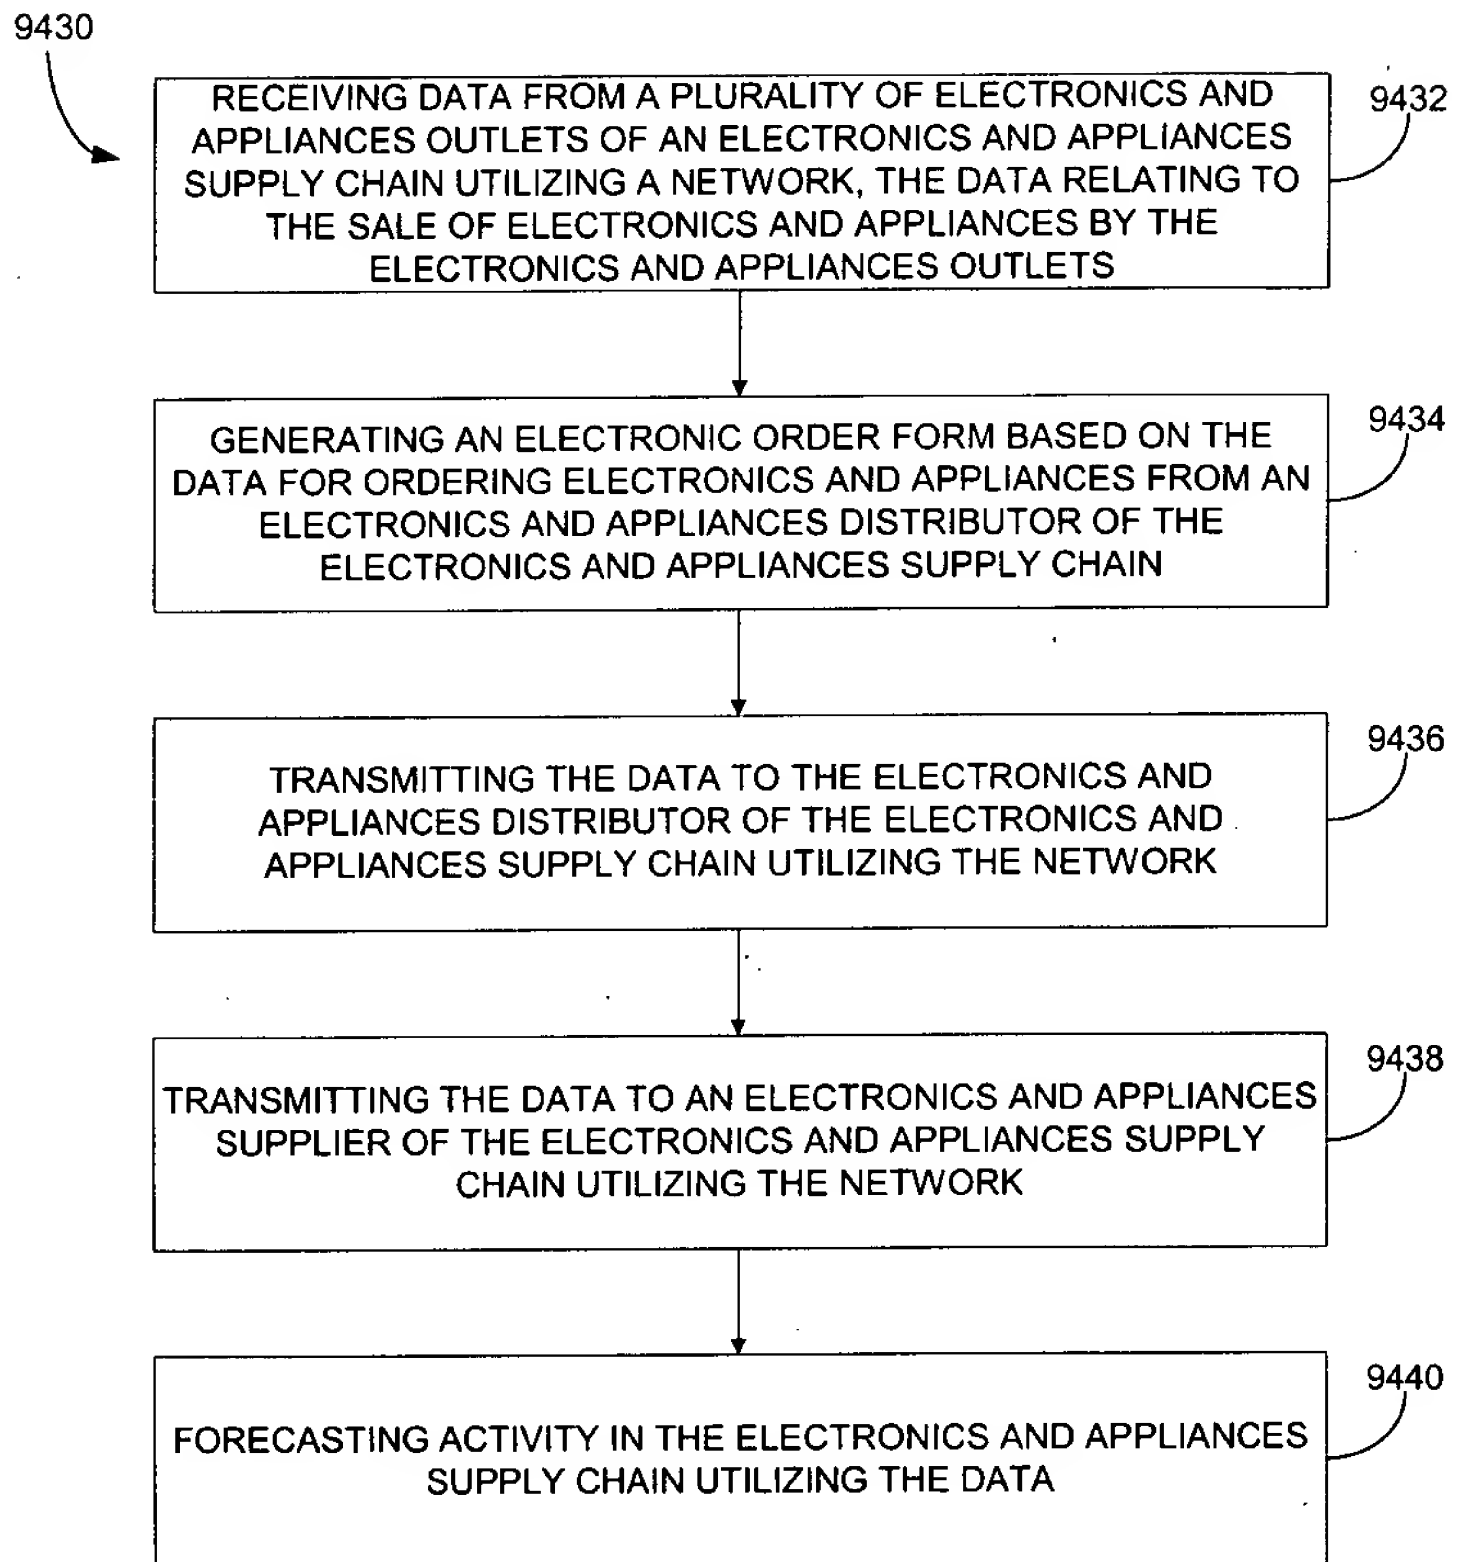 9430
RECEIVING DATA FROM A PLURALITY OF ELECTRONICS AND
APPLIANCES OUTLETS OF AN ELECTRONICS AND APPLIANCES
SUPPLY CHAIN UTILIZING A NETWORK, THE DATA RELATING TO
THE SALE OF ELECTRONICS AND APPLIANCES BY THE
ELECTRONICS AND APPLIANCES OUTLETS
9432
GENERATING AN ELECTRONIC ORDER FORM BASED ON THE
DATA FOR ORDERING ELECTRONICS AND APPLIANCES FROM AN
ELECTRONICS AND APPLIANCES DISTRIBUTOR OF THE
ELECTRONICS AND APPLIANCES SUPPLY CHAIN
9434
TRANSMITTING THE DATA TO THE ELECTRONICS AND
APPLIANCES DISTRIBUTOR OF THE ELECTRONICS AND
APPLIANCES SUPPLY CHAIN UTILIZING THE NETWORK
9436
TRANSMITTING THE DATA TO AN ELECTRONICS AND APPLIANCES
SUPPLIER OF THE ELECTRONICS AND APPLIANCES SUPPLY
CHAIN UTILIZING THE NETWORK
9438
FORECASTING ACTIVITY IN THE ELECTRONICS AND APPLIANCES
SUPPLY CHAIN UTILIZING THE DATA
9440